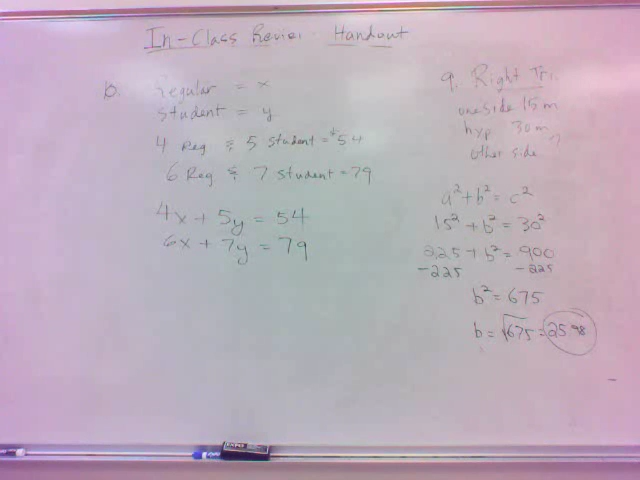 In-Class Review Handout
b. Regular = x
Student = y
4 Reg & 5 Student = $54
6 Reg & 7 Student = 79
4x + 5y = 54
6x + 7y = 79
9. Right Tri.
one side 15 m
hyp 30 m
other side ?
a² + b² = c²
15² + b² = 30²
225 + b² = 900
-225 -225
b² = 675
b = √675 = 25.98
EXPO